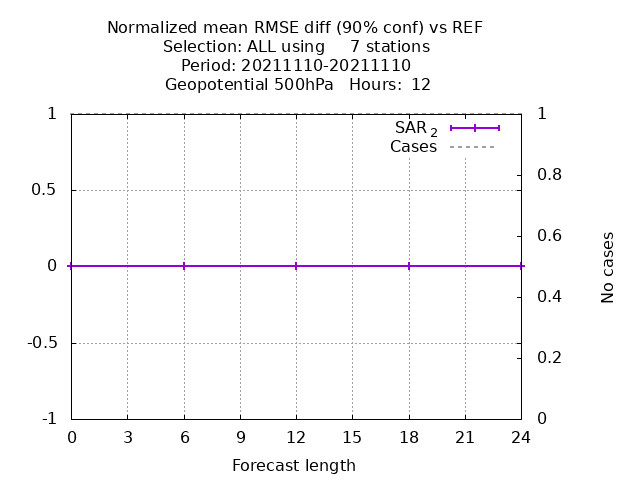 Normalized mean RMSE diff (90% conf) vs REF
Selection: ALL using     7 stations
Period: 20211110-20211110
Geopotential 500hPa   Hours:  12
SAR 2
Cases
1
0.5
0
-0.5
-1
1
0.8
0.6
0.4
0.2
0
No cases
0 3 6 9 12 15 18 21 24
Forecast length